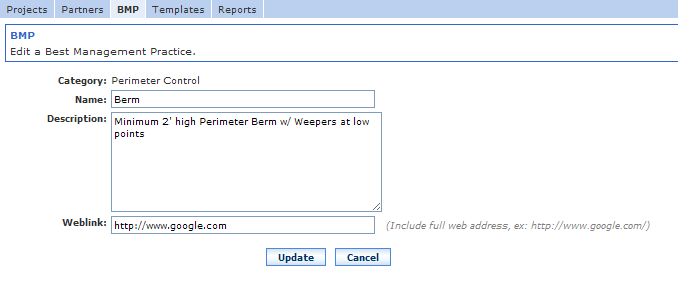 Projects Partners BMP Templates Reports
BMP
Edit a Best Management Practice.
Category: Perimeter Control
Name: Berm
Description: Minimum 2' high Perimeter Berm w/ Weepers at low
points
Weblink: http://www.google.com (Include full web address, ex: http://www.google.com/)
Update Cancel